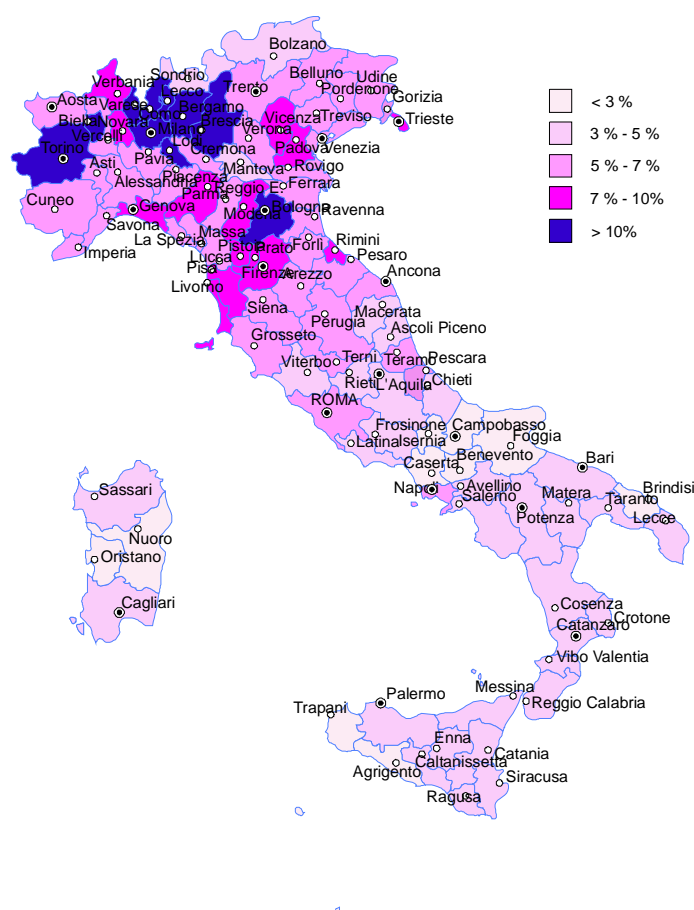 Bolzano
Sondrio
Belluno
Udine
Verbania
Lecco
Trento
Pordenone
Gorizia
Aosta
Varese
Como
Bergamo
Biella
Novara
Milano
Brescia
Vicenza
Treviso
Trieste
Vercelli
Lodi
Verona
Padova
Venezia
Torino
Pavia
Cremona
Asti
Mantova
Rovigo
Alessandria
Piacenza
Ferrara
Cuneo
Parma
Reggio E.
Genova
Modena
Bologna
Ravenna
Savona
La Spezia
Massa
Forlì
Rimini
Imperia
Pistoia
Prato
Lucca
Pesaro
Pisa
Firenze
Arezzo
Ancona
Livorno
Siena
Macerata
Perugia
Ascoli Piceno
Grosseto
Viterbo
Terni
Teramo
Pescara
Rieti
L'Aquila
Chieti
ROMA
Frosinone
Campobasso
Latina
Isernia
Foggia
Caserta
Benevento
Bari
Napoli
Avellino
Salerno
Matera
Taranto
Brindisi
Potenza
Lecce
Sassari
Nuoro
Oristano
Cagliari
Cosenza
Crotone
Catanzaro
Vibo Valentia
Messina
Reggio Calabria
Palermo
Trapani
Enna
Catania
Caltanissetta
Agrigento
Siracusa
Ragusa
< 3 %
3 % - 5 %
5 % - 7 %
7 % - 10%
> 10%